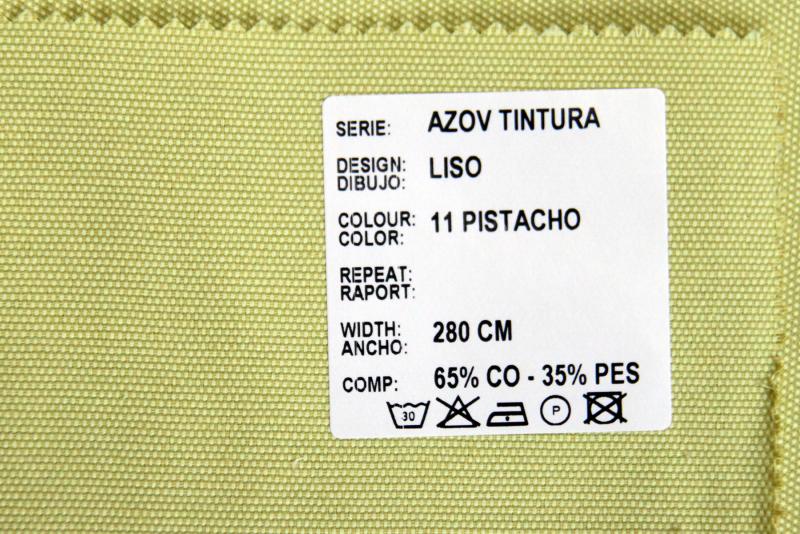 SERIE: AZOV TINTURA
DESIGN: LISO
DIBUJO:
COLOUR: 11 PISTACHO
COLOR:
REPEAT:
RAPORT:
WIDTH: 280 CM
ANCHO:
COMP: 65% CO - 35% PES
30 P